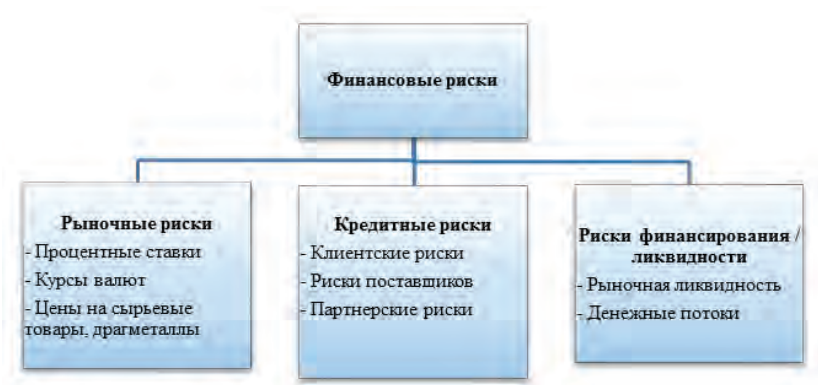 Финансовые риски
Рыночные риски
- Процентные ставки
- Курсы валют
- Цены на сырьевые
товары, драгметаллы
Кредитные риски
- Клиентские риски
- Риски поставщиков
- Партнерские риски
Риски финансирования /
ликвидности
- Рыночная ликвидность
- Денежные потоки